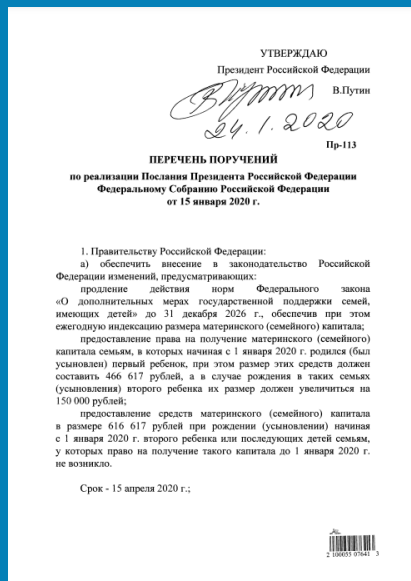 УТВЕРЖДАЮ
Президент Российской Федерации
В.Путин
24.1.2020
Пр-113
ПЕРЕЧЕНЬ ПОРУЧЕНИЙ
по реализации Послания Президента Российской Федерации
Федеральному Собранию Российской Федерации
от 15 января 2020 г.
1. Правительству Российской Федерации:
а) обеспечить внесение в законодательство Российской
Федерации изменений, предусматривающих:
продление действия норм Федерального закона
«О дополнительных мерах государственной поддержки семей,
имеющих детей» до 31 декабря 2026 г., обеспечив при этом
ежегодную индексацию размера материнского (семейного) капитала;
предоставление права на получение материнского (семейного)
капитала семьям, в которых начиная с 1 января 2020 г. родился (был
усыновлен) первый ребенок, при этом размер этих средств должен
составить 466 617 рублей, а в случае рождения в таких семьях
(усыновления) второго ребенка их размер должен увеличиться на
150 000 рублей;
предоставление средств материнского (семейного) капитала
в размере 616 617 рублей при рождении (усыновлении) начиная
с 1 января 2020 г. второго ребенка или последующих детей семьям,
у которых право на получение такого капитала до 1 января 2020 г.
не возникло.
Срок - 15 апреля 2020 г.;
2 100055 07641 3